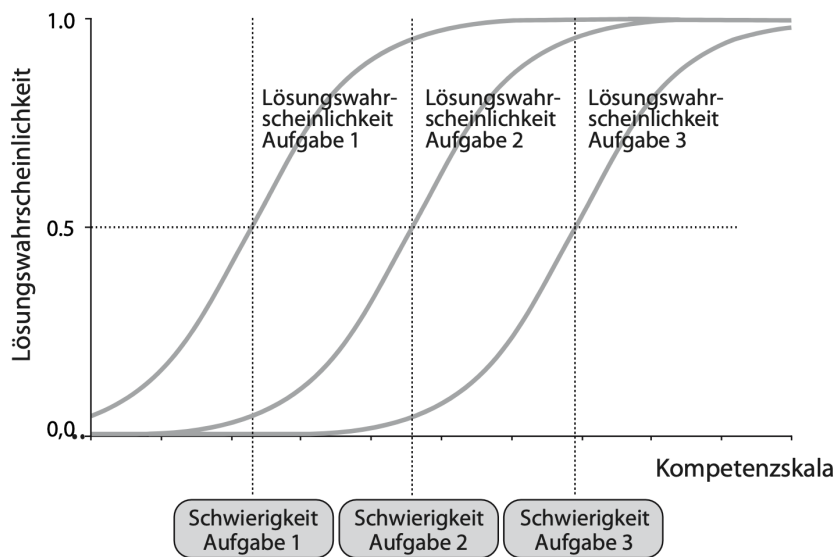 1.0
Lösungswahr-
scheinlichkeit
Aufgabe 1
Lösungswahr-
scheinlichkeit
Aufgabe 2
Lösungswahr-
scheinlichkeit
Aufgabe 3
Lösungswahrscheinlichkeit
0.5
0,0
Kompetenzskala
Schwierigkeit
Aufgabe 1
Schwierigkeit
Aufgabe 2
Schwierigkeit
Aufgabe 3